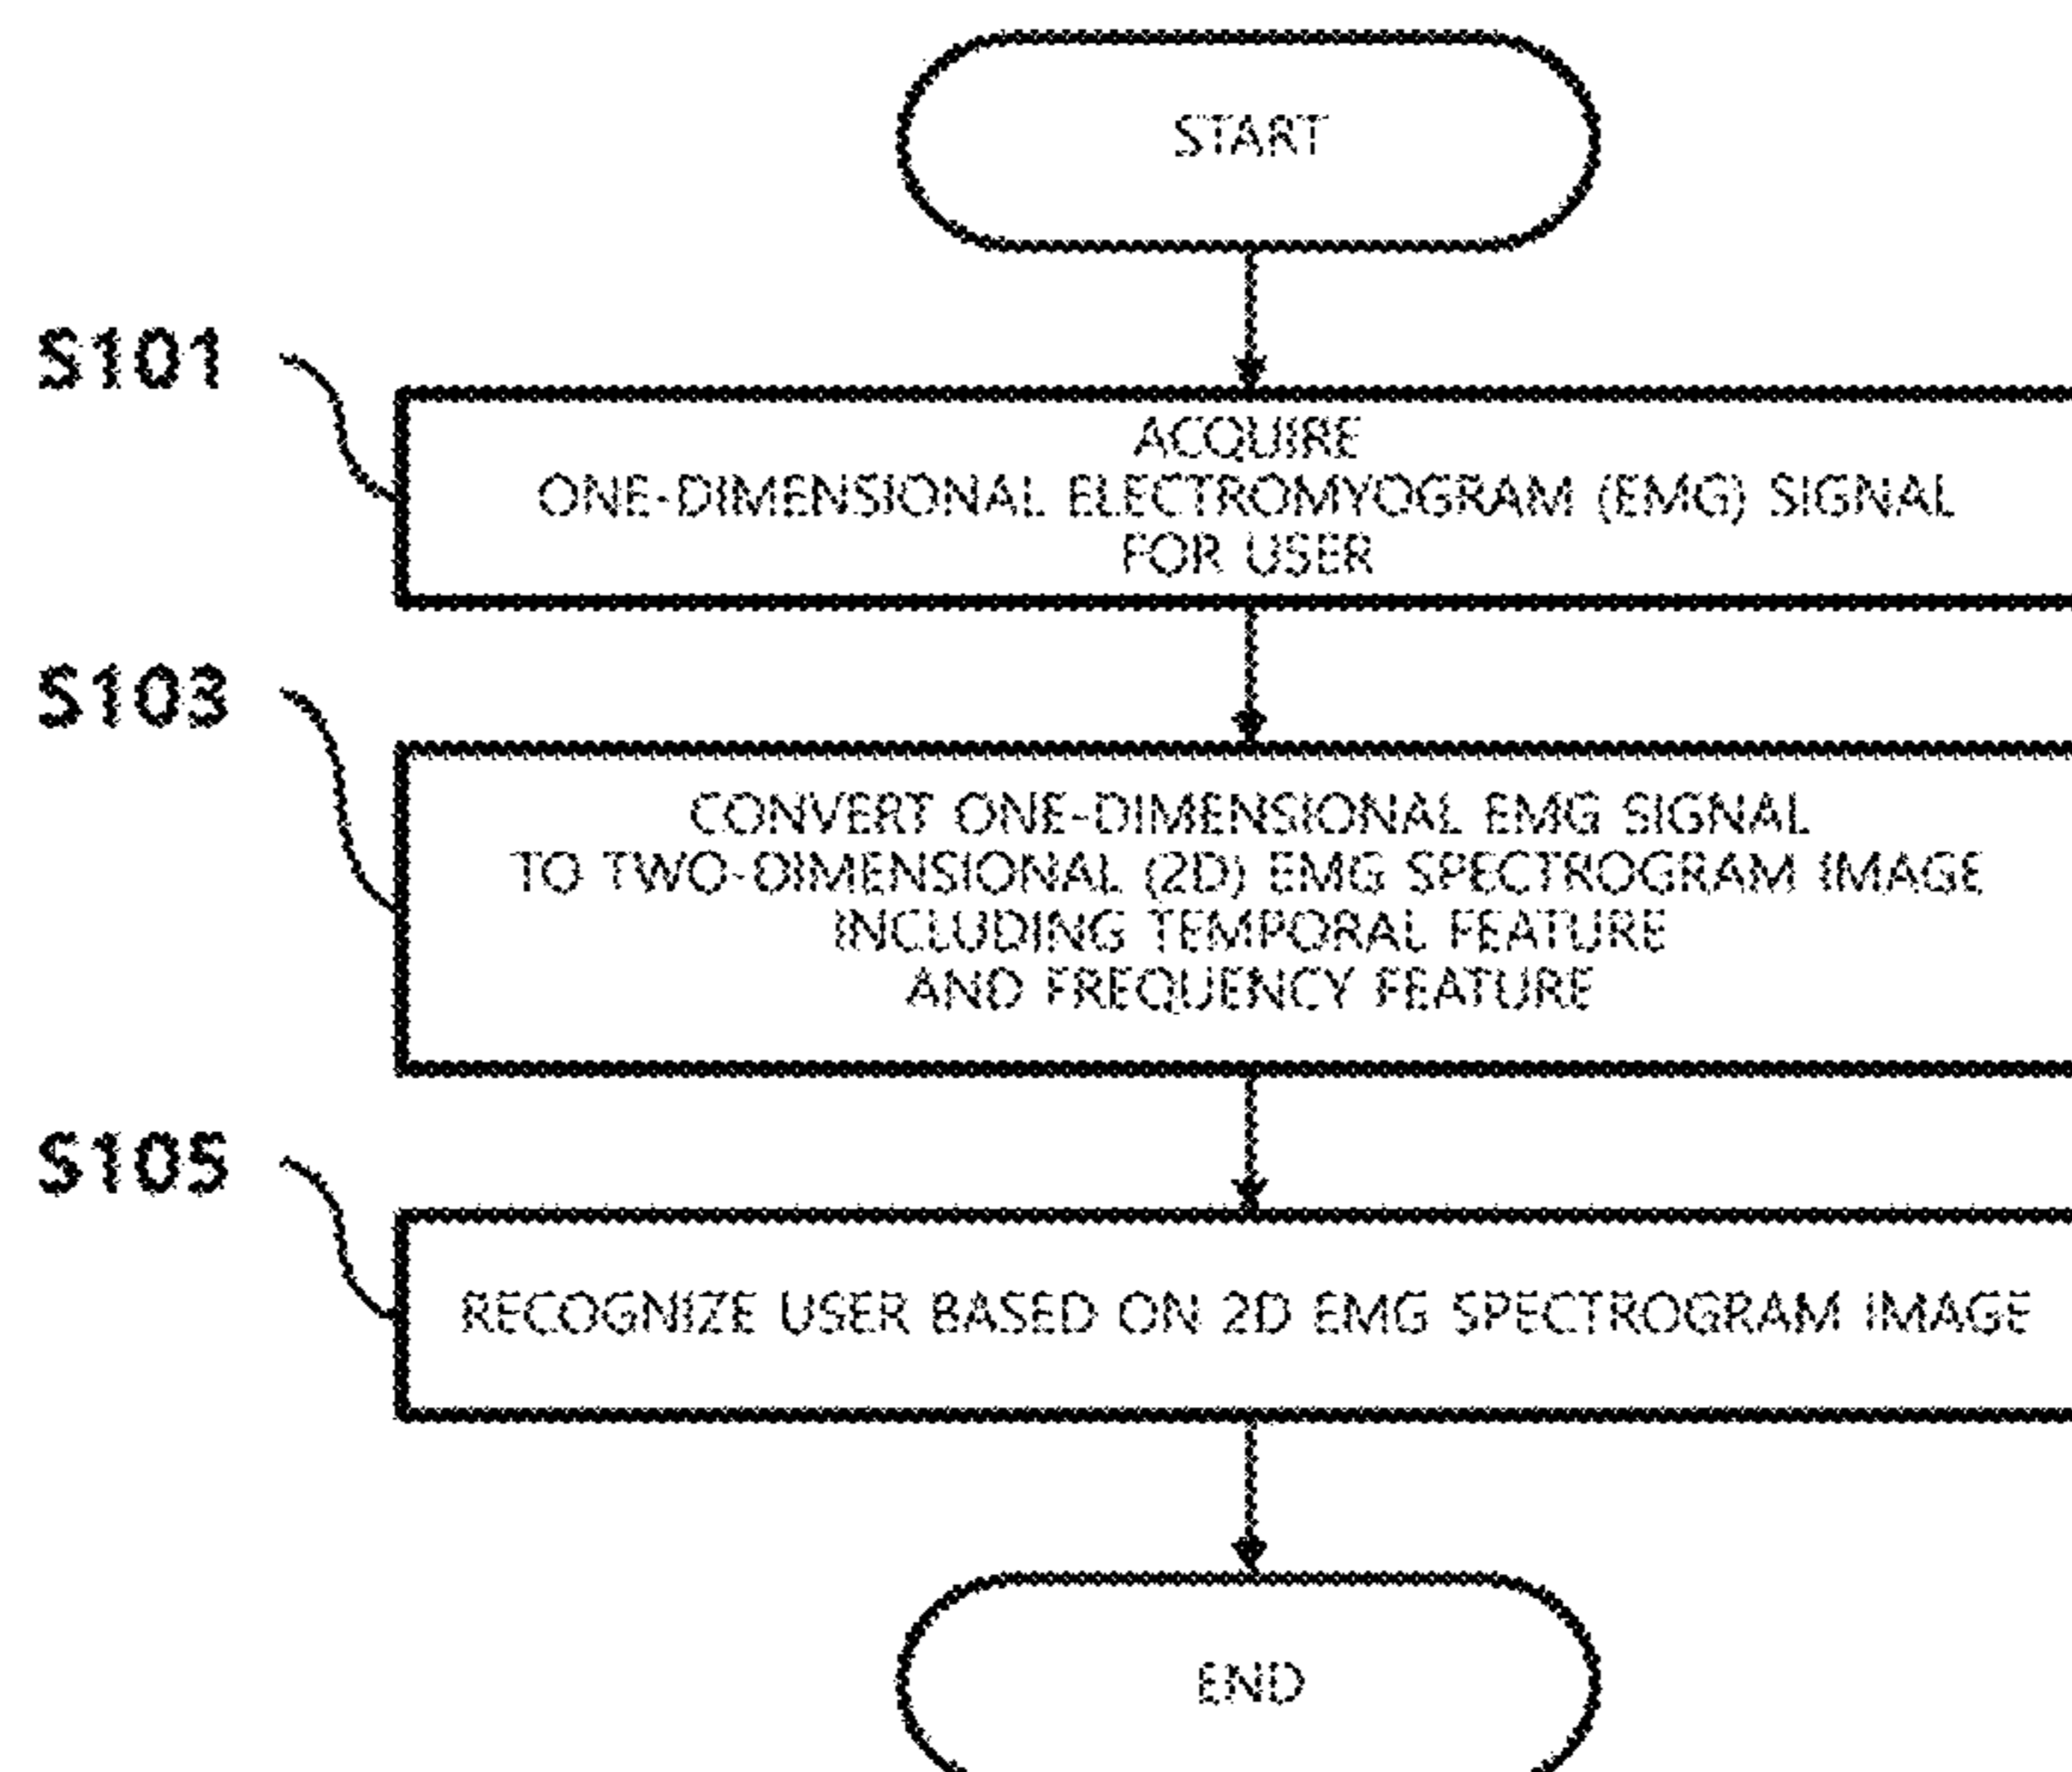 START
S101
ACQUIRE
ONE-DIMENSIONAL ELECTROMYOGRAM (EMG) SIGNAL
FOR USER
S103
CONVERT ONE-DIMENSIONAL EMG SIGNAL
TO TWO-DIMENSIONAL (2D) EMG SPECTROGRAM IMAGE
INCLUDING TEMPORAL FEATURE
AND FREQUENCY FEATURE
S105
RECOGNIZE USER BASED ON 2D EMG SPECTROGRAM IMAGE
END